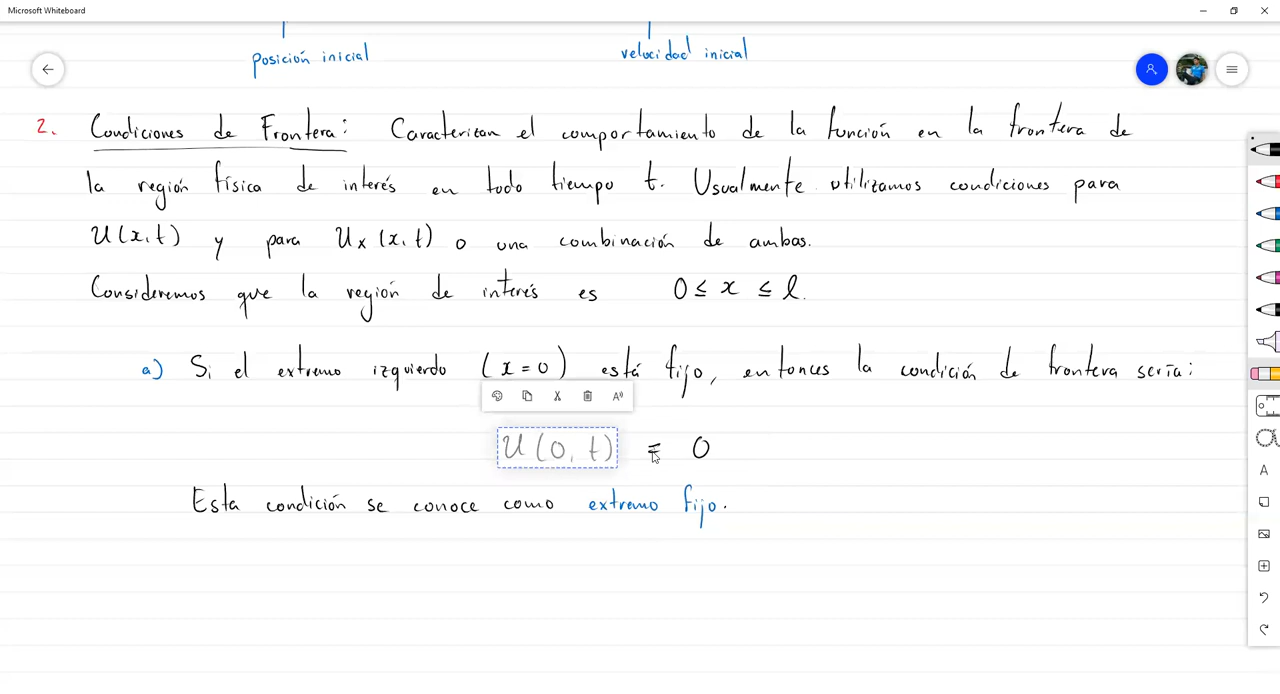 Microsoft Whiteboard
posición inicial velocidad inicial
2. Condiciones de Frontera: Caracterizan el comportamiento de la función en la frontera de
la región física de interés en todo tiempo t. Usualmente utilizamos condiciones para
U(x,t) y para Ux(x,t) o una combinación de ambas.
Consideremos que la región de interés es 0 ≤ x ≤ l.
a) Si el extremo izquierdo (x = 0) está fijo, entonces la condición de frontera sería:
U(0, t) = 0
Esta condición se conoce como extremo fijo.